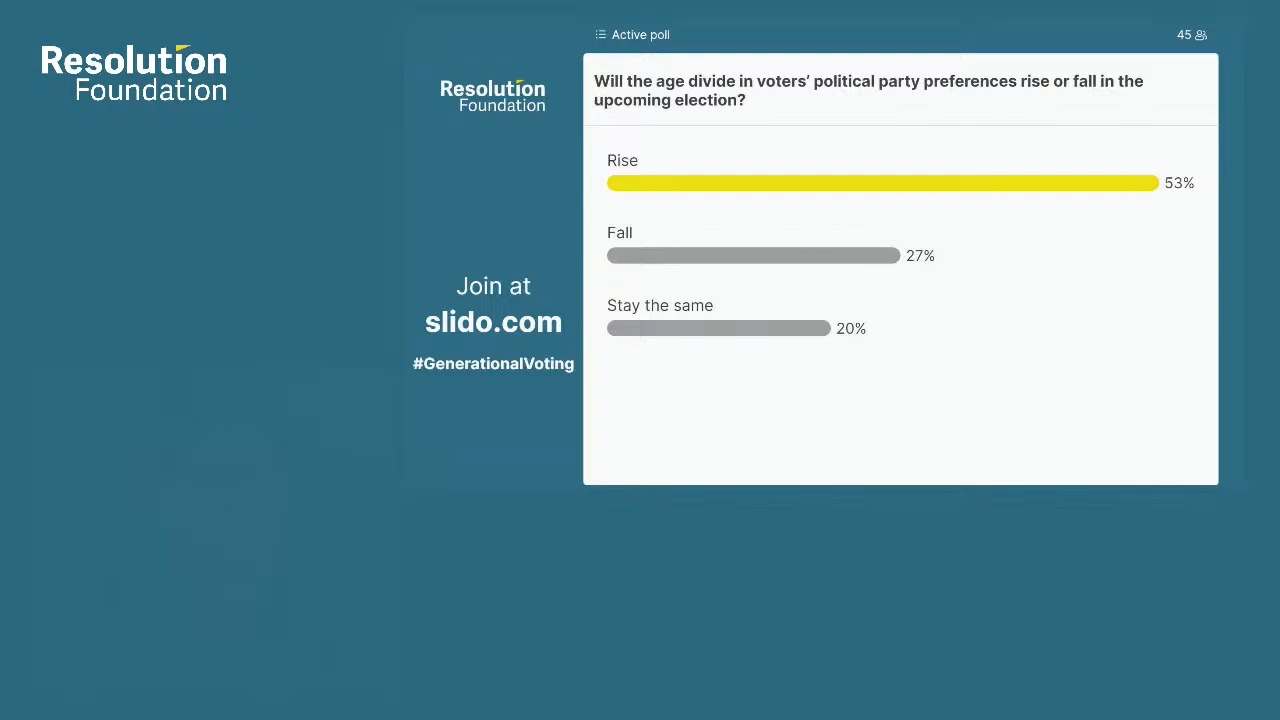 Resolution
Foundation
Active poll
45
Resolution
Foundation
Will the age divide in voters’ political party preferences rise or fall in the
upcoming election?
Rise
53%
Fall
27%
Stay the same
20%
Join at
slido.com
#GenerationalVoting